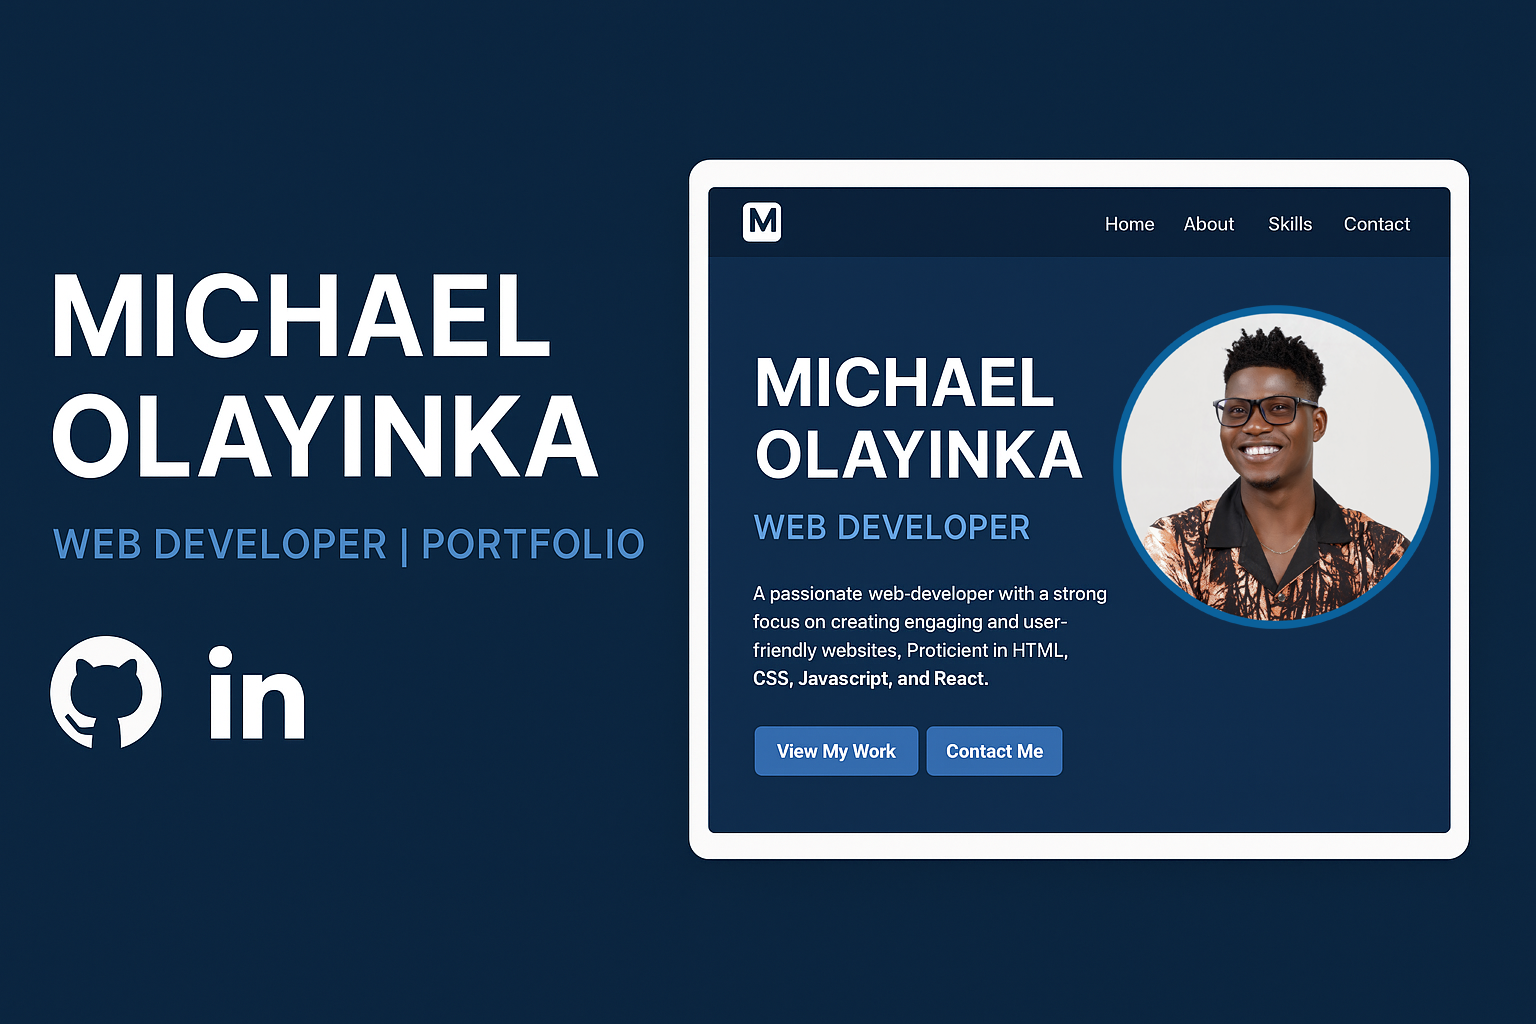 MICHAEL
OLAYINKA
WEB DEVELOPER | PORTFOLIO
in
M
Home About Skills Contact
MICHAEL
OLAYINKA
WEB DEVELOPER
A passionate web-developer with a strong
focus on creating engaging and user-
friendly websites, Proticient in HTML,
CSS, Javascript, and React.
View My Work Contact Me